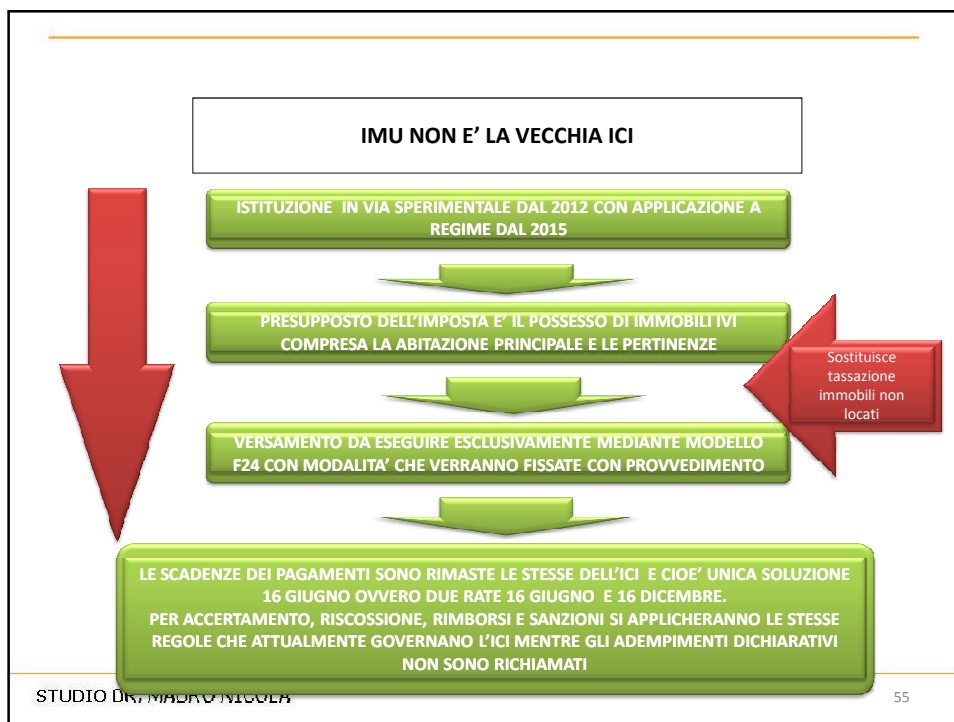 IMU NON E’ LA VECCHIA ICI
ISTITUZIONE IN VIA SPERIMENTALE DAL 2012 CON APPLICAZIONE A
REGIME DAL 2015
PRESUPPOSTO DELL’IMPOSTA E’ IL POSSESSO DI IMMOBILI IVI
COMPRESA LA ABITAZIONE PRINCIPALE E LE PERTINENZE
Sostituisce
tassazione
immobili non
locati
VERSAMENTO DA ESEGUIRE ESCLUSIVAMENTE MEDIANTE MODELLO
F24 CON MODALITA’ CHE VERRANNO FISSATE CON PROVVEDIMENTO
LE SCADENZE DEI PAGAMENTI SONO RIMASTE LE STESSE DELL’ICI E CIOE’ UNICA SOLUZIONE
16 GIUGNO OVVERO DUE RATE 16 GIUGNO E 16 DICEMBRE.
PER ACCERTAMENTO, RISCOSSIONE, RIMBORSI E SANZIONI SI APPLICHERANNO LE STESSE
REGOLE CHE ATTUALMENTE GOVERNANO L’ICI MENTRE GLI ADEMPIMENTI DICHIARATIVI
NON SONO RICHIAMATI
STUDIO DR. MAURO NICOLA
55